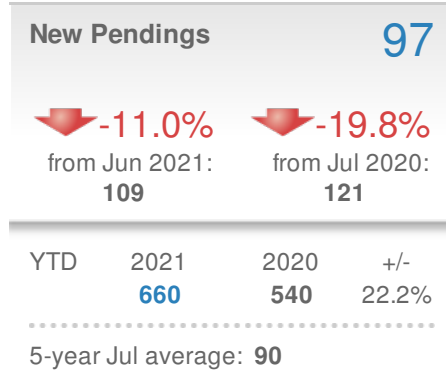 New Pendings 97
-11.0% -19.8%
from Jun 2021: from Jul 2020:
109 121
YTD 2021 2020 +/-
660 540 22.2%
5-year Jul average: 90